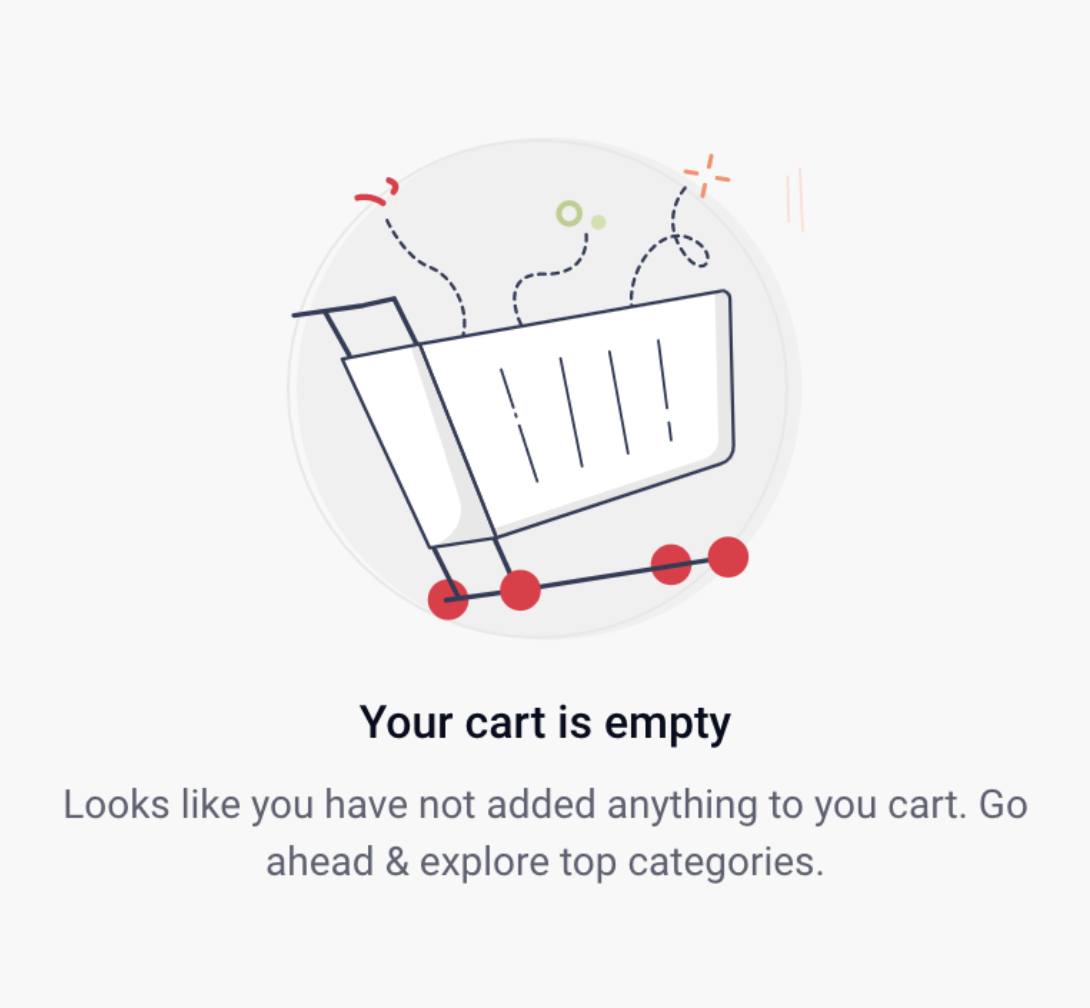 Your cart is empty
Looks like you have not added anything to you cart. Go
ahead & explore top categories.